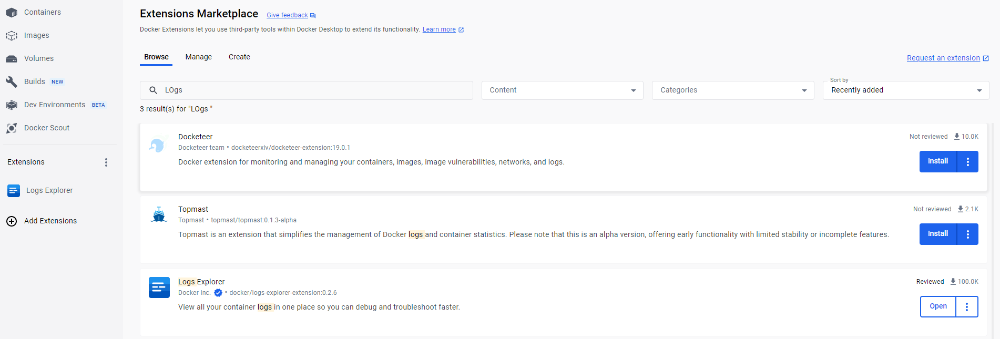 Containers
Images
Volumes
Builds NEW
Dev Environments BETA
Docker Scout
Extensions
Logs Explorer
Add Extensions
Extensions Marketplace Give feedback
Docker Extensions let you use third-party tools within Docker Desktop to extend its functionality. Learn more
Browse Manage Create
Request an extension
LOgs
Content
Categories
Sort by
Recently added
3 result(s) for "LOgs "
Docketeer
Docketeer team • docketeerxiv/docketeer-extension:19.0.1
Docker extension for monitoring and managing your containers, images, image vulnerabilities, networks, and logs.
Not reviewed 10.0K
Install
Topmast
Topmast • topmast/topmast:0.1.3-alpha
Topmast is an extension that simplifies the management of Docker logs and container statistics. Please note that this is an alpha version, offering early functionality with limited stability or incomplete features.
Not reviewed 2.1K
Install
Logs Explorer
Docker Inc. • docker/logs-explorer-extension:0.2.6
View all your container logs in one place so you can debug and troubleshoot faster.
Reviewed 100.0K
Open